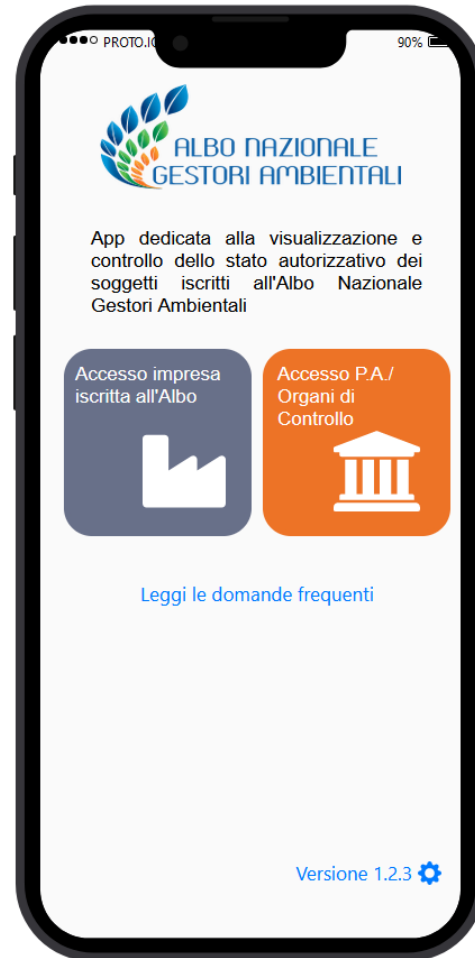 PROTO.IO 90%
ALBO NAZIONALE
GESTORI AMBIENTALI
App dedicata alla visualizzazione e
controllo dello stato autorizzativo dei
soggetti iscritti all'Albo Nazionale
Gestori Ambientali
Accesso impresa
iscritta all'Albo
Accesso P.A./
Organi di
Controllo
Leggi le domande frequenti
Versione 1.2.3